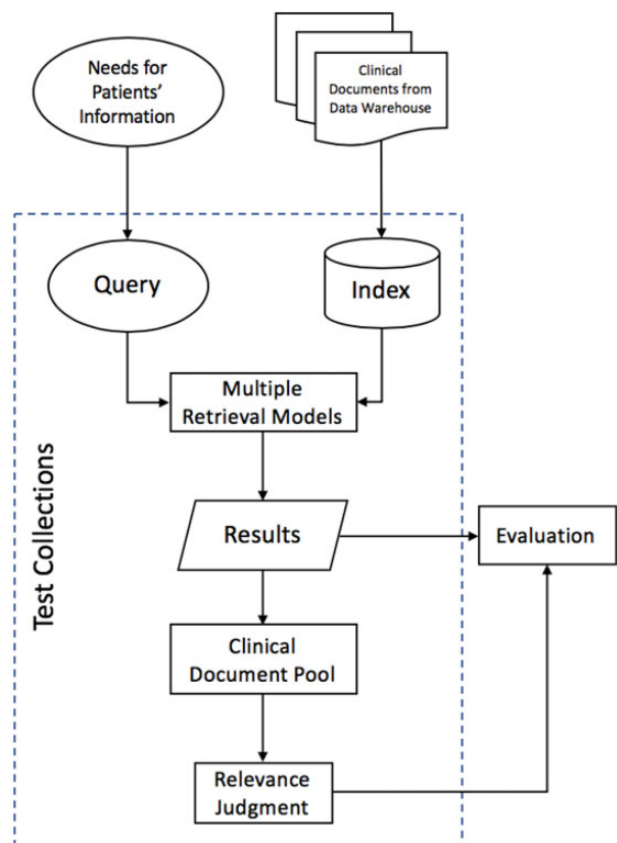 Needs for
Patients'
Information
Clinical
Documents from
Data Warehouse
Query
Index
Multiple
Retrieval Models
Results
Evaluation
Clinical
Document Pool
Relevance
Judgment
Test Collections